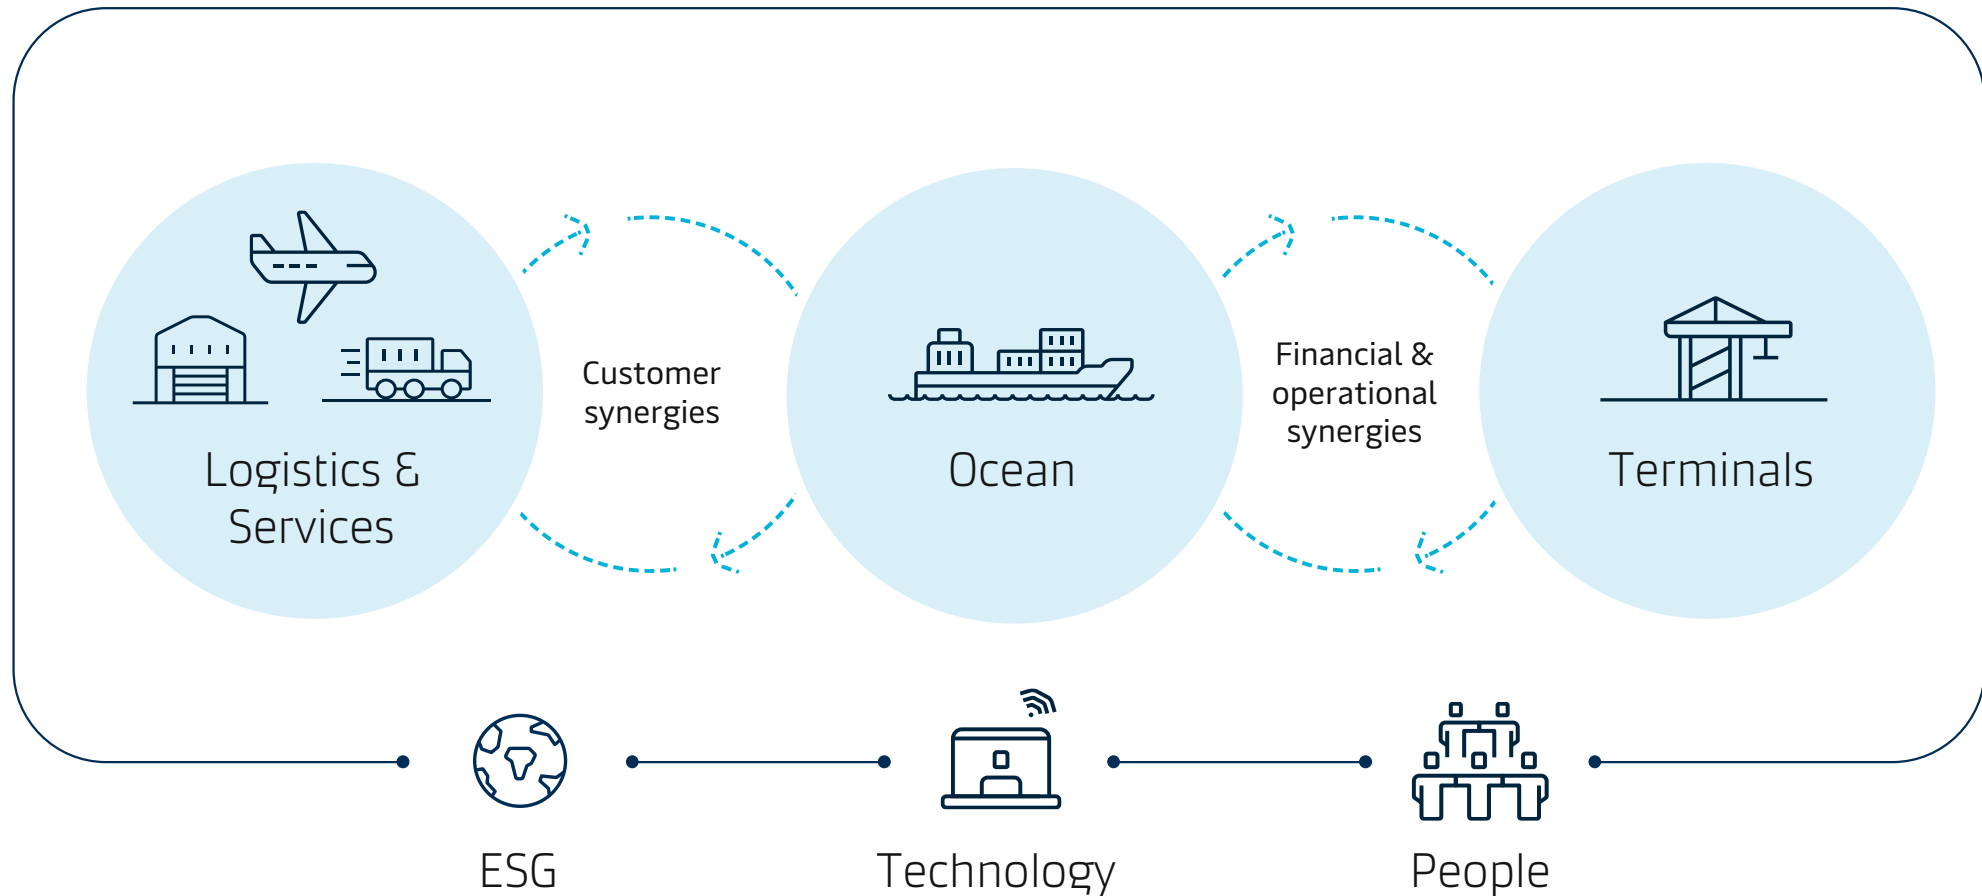 Logistics &
Services
Customer
synergies
Ocean
Financial &
operational
synergies
Terminals
ESG
Technology
People